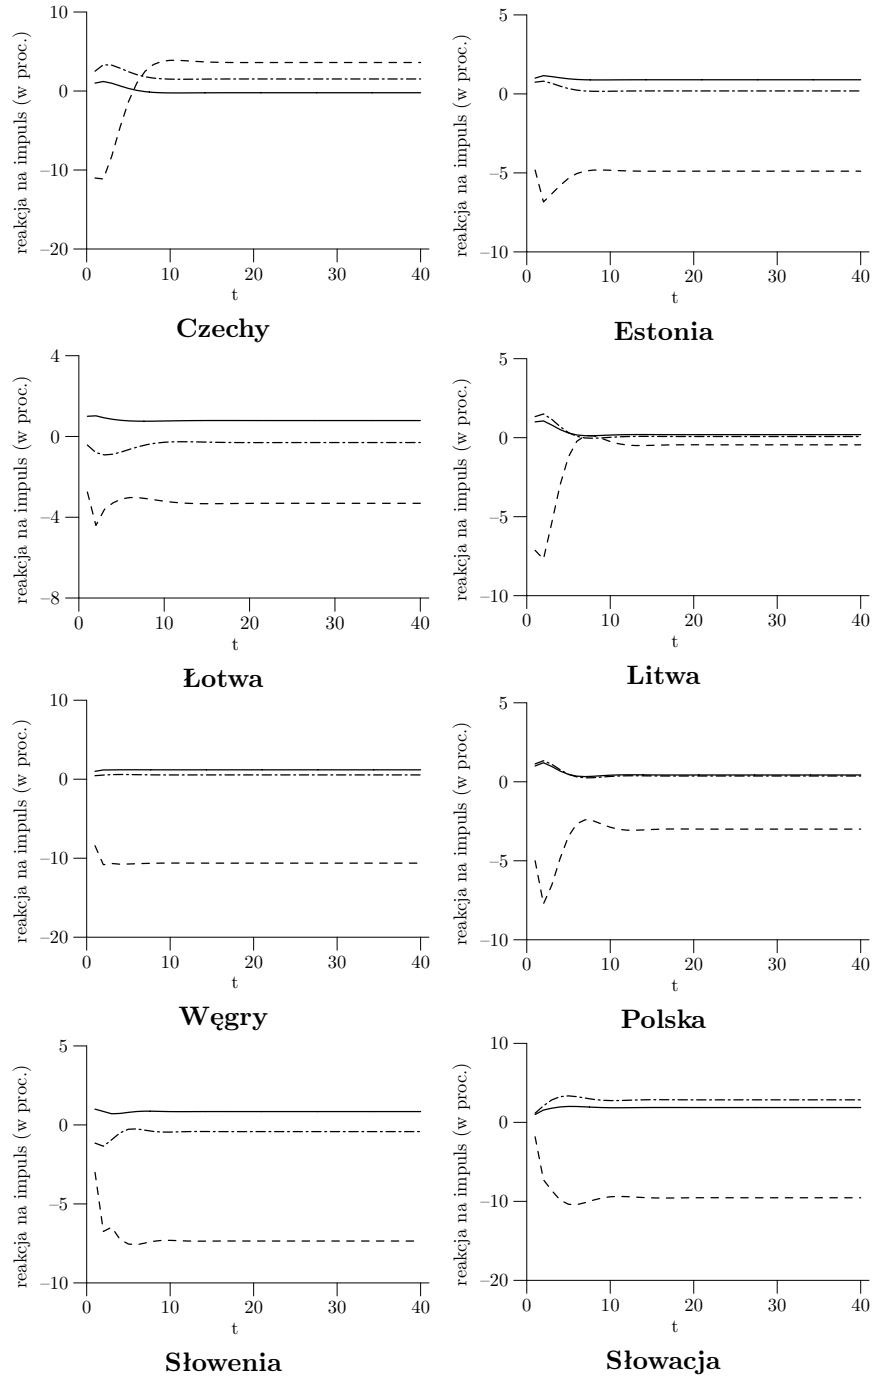 10
0
–10
–20
0 10 20 30 40
reakcja na impuls (w proc.)
t
Czechy
5
0
–5
–10
0 10 20 30 40
reakcja na impuls (w proc.)
t
Estonia
4
0
–4
–8
0 10 20 30 40
reakcja na impuls (w proc.)
t
Łotwa
5
0
–5
–10
0 10 20 30 40
reakcja na impuls (w proc.)
t
Litwa
10
0
–10
–20
0 10 20 30 40
reakcja na impuls (w proc.)
t
Węgry
5
0
–5
–10
0 10 20 30 40
reakcja na impuls (w proc.)
t
Polska
5
0
–5
–10
0 10 20 30 40
reakcja na impuls (w proc.)
t
Słowenia
10
0
–10
–20
0 10 20 30 40
reakcja na impuls (w proc.)
t
Słowacja